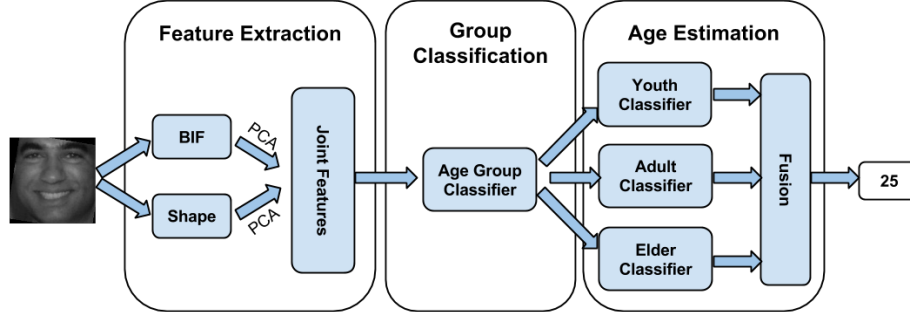 Feature Extraction
Group
Classification
Age Estimation
BIF
PCA
Shape
PCA
Joint Features
Age Group
Classifier
Youth
Classifier
Adult
Classifier
Elder
Classifier
Fusion
25